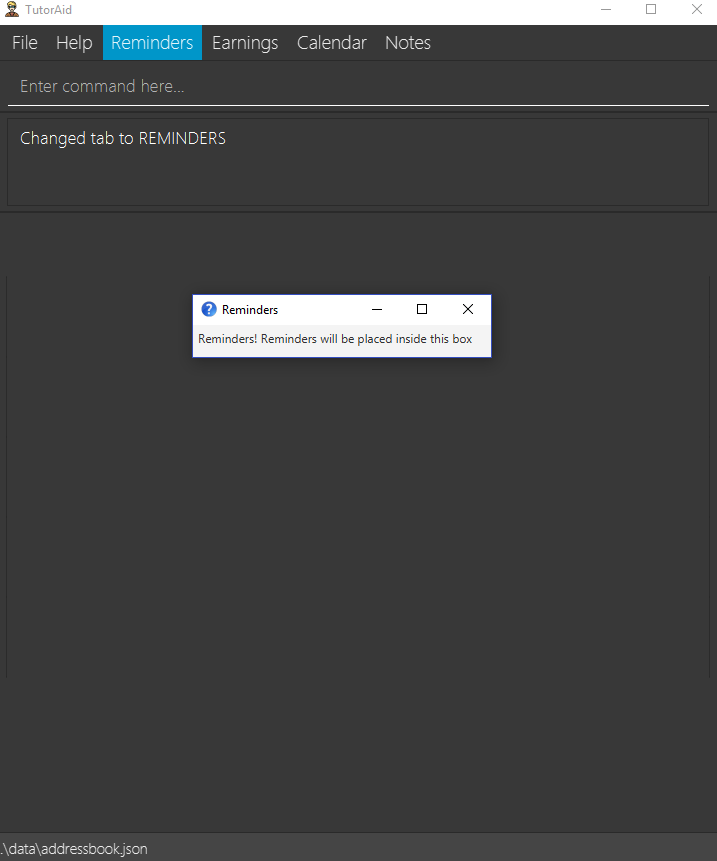 TutorAid
File Help Reminders Earnings Calendar Notes
Enter command here...
Changed tab to REMINDERS
Reminders
Reminders! Reminders will be placed inside this box
.\data\addressbook.json